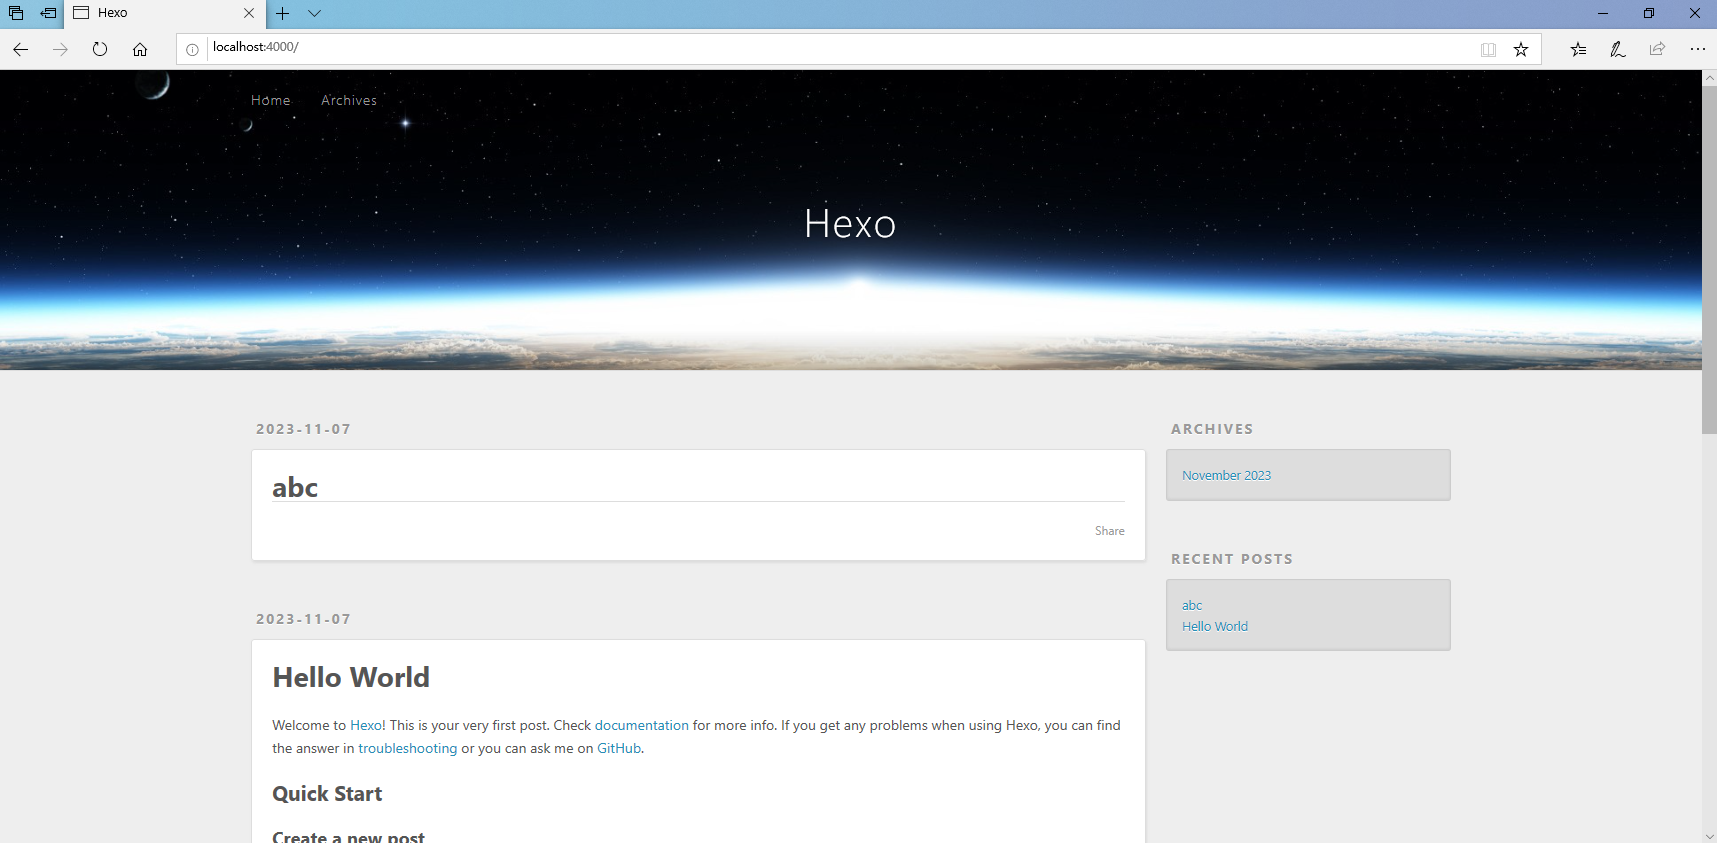 Hexo
localhost:4000/
Home Archives
Hexo
2023-11-07
abc
Share
2023-11-07
Hello World
Welcome to Hexo! This is your very first post. Check documentation for more info. If you get any problems when using Hexo, you can find
the answer in troubleshooting or you can ask me on GitHub.
Quick Start
Create a new post
ARCHIVES
November 2023
RECENT POSTS
abc
Hello World